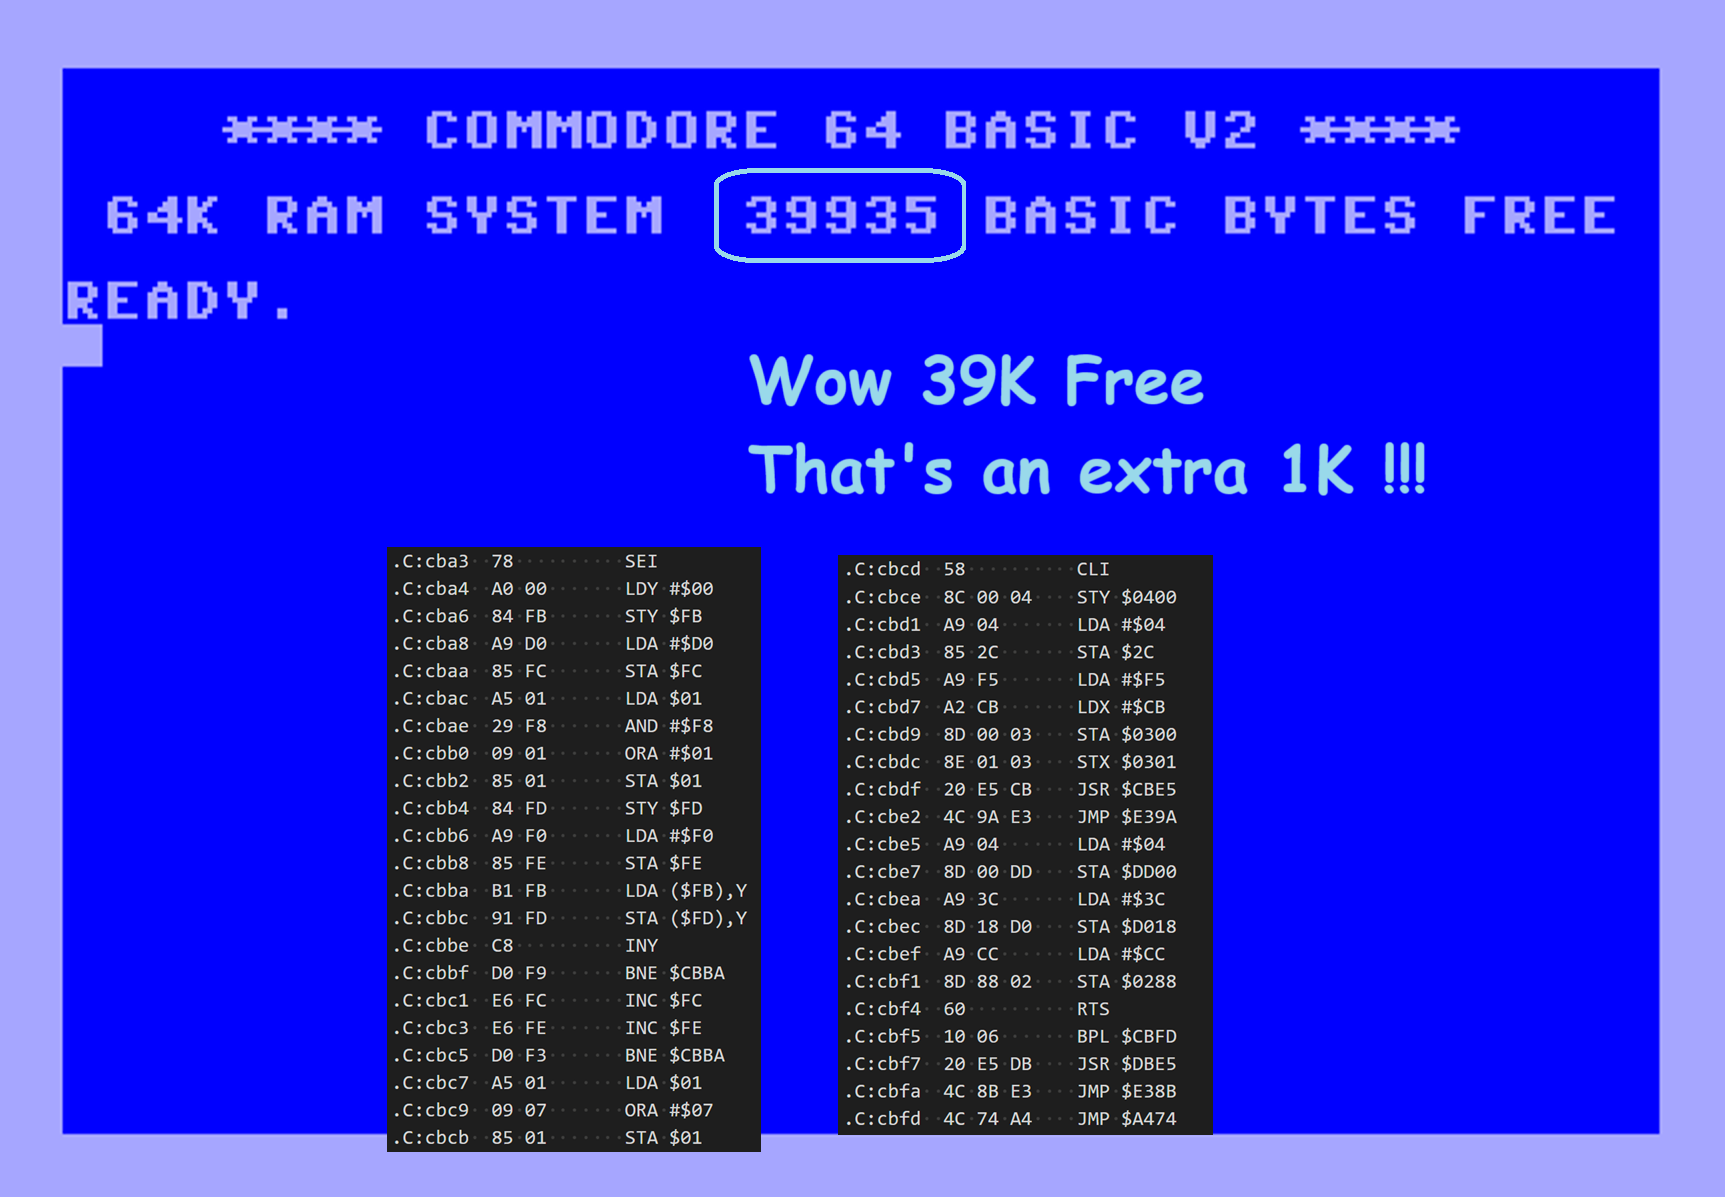 **** COMMODORE 64 BASIC V2 ****
64K RAM SYSTEM 39935 BASIC BYTES FREE
READY.
Wow 39K Free
That's an extra 1K !!!
.C:cba3 78 SEI
.C:cba4 A0 00 LDY #$00
.C:cba6 84 FB STY $FB
.C:cba8 A9 D0 LDA #$D0
.C:cbaa 85 FC STA $FC
.C:cbac A5 01 LDA $01
.C:cbae 29 F8 AND #$F8
.C:cbb0 09 01 ORA #$01
.C:cbb2 85 01 STA $01
.C:cbb4 84 FD STY $FD
.C:cbb6 A9 F0 LDA #$F0
.C:cbb8 85 FE STA $FE
.C:cbba B1 FB LDA ($FB),Y
.C:cbbc 91 FD STA ($FD),Y
.C:cbbe C8 INY
.C:cbbf D0 F9 BNE $CBBA
.C:cbc1 E6 FC INC $FC
.C:cbc3 E6 FE INC $FE
.C:cbc5 D0 F3 BNE $CBBA
.C:cbc7 A5 01 LDA $01
.C:cbc9 09 07 ORA #$07
.C:cbcb 85 01 STA $01
.C:cbcd 58 CLI
.C:cbce 8C 00 04 STY $0400
.C:cbd1 A9 04 LDA #$04
.C:cbd3 85 2C STA $2C
.C:cbd5 A9 F5 LDA #$F5
.C:cbd7 A2 CB LDX #$CB
.C:cbd9 8D 00 03 STA $0300
.C:cbdc 8E 01 03 STX $0301
.C:cbdf 20 E5 CB JSR $CBE5
.C:cbe2 4C 9A E3 JMP $E39A
.C:cbe5 A9 04 LDA #$04
.C:cbe7 8D 00 DD STA $DD00
.C:cbea A9 3C LDA #$3C
.C:cbec 8D 18 D0 STA $D018
.C:cbef A9 CC LDA #$CC
.C:cbf1 8D 88 02 STA $0288
.C:cbf4 60 RTS
.C:cbf5 10 06 BPL $CBFD
.C:cbf7 20 E5 DB JSR $DBE5
.C:cbfa 4C 8B E3 JMP $E38B
.C:cbfd 4C 74 A4 JMP $A474